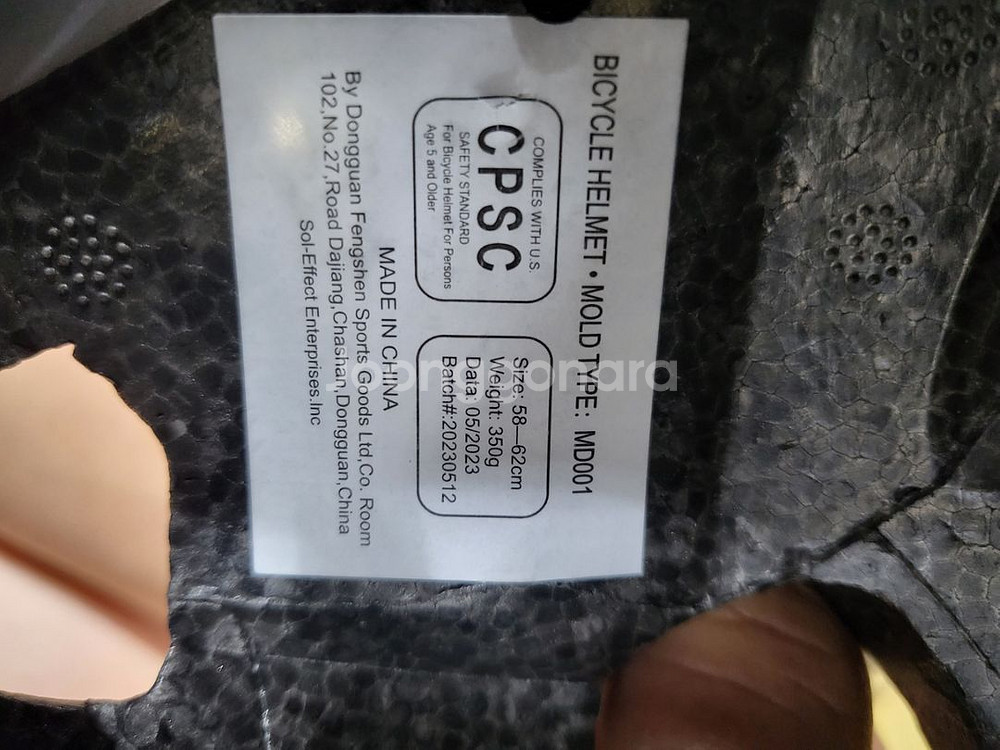 BICYCLE HELMET • MOLD TYPE: MD001
COMPLIES WITH U.S.
CPSC
SAFETY STANDARD
For Bicycle Helmet For Persons
Age 5 and Older
Size: 58—62cm
Weight: 350g
Data: 05/2023
Batch#:20230512
MADE IN CHINA
By Dongguan Fengshen Sports Goods Ltd,Co. Room
102,No.27,Road Dajiang,Chashan,Dongguan,China
Sol-Effect Enterprises.Inc
joonggonara